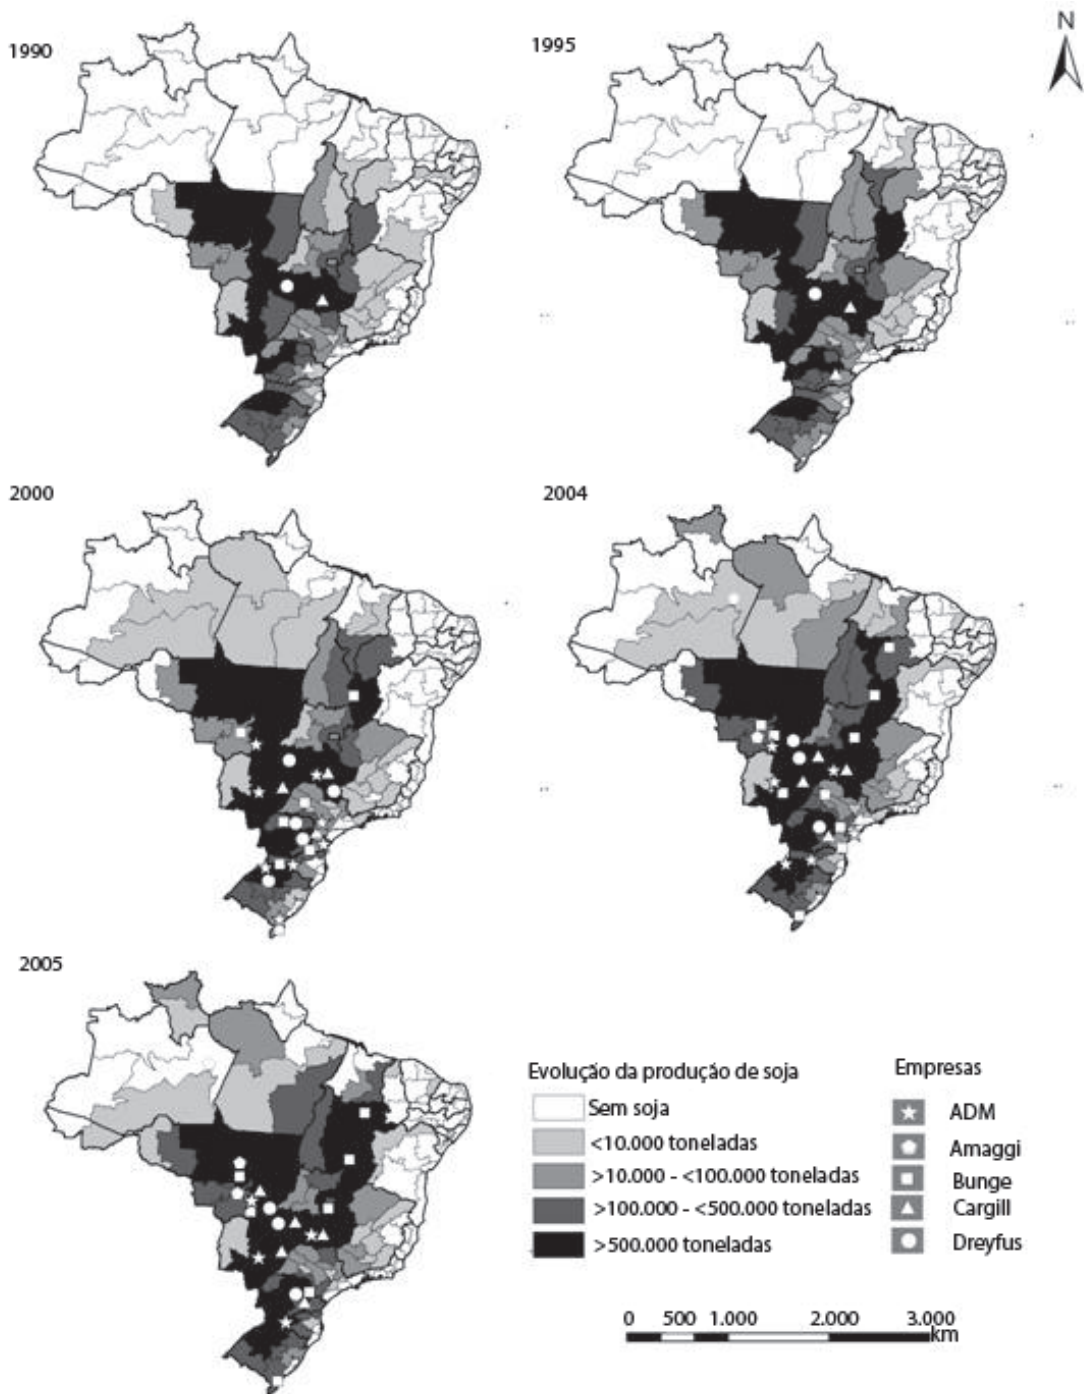 1990
1995
N
2000
2004
2005
Evolução da produção de soja
Sem soja
<10.000 toneladas
>10.000 - <100.000 toneladas
>100.000 - <500.000 toneladas
>500.000 toneladas
Empresas
ADM
Amaggi
Bunge
Cargill
Dreyfus
0 500 1.000 2.000 3.000
km